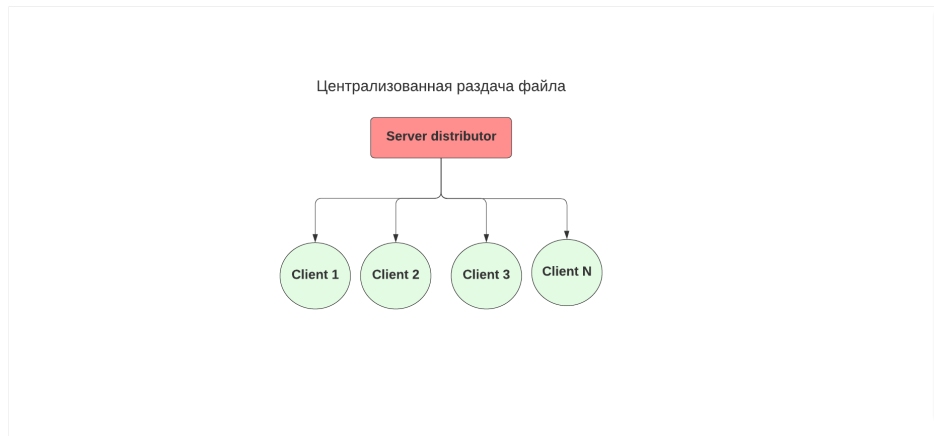 Централизованная раздача файла
Server distributor
Client 1
Client 2
Client 3
Client N